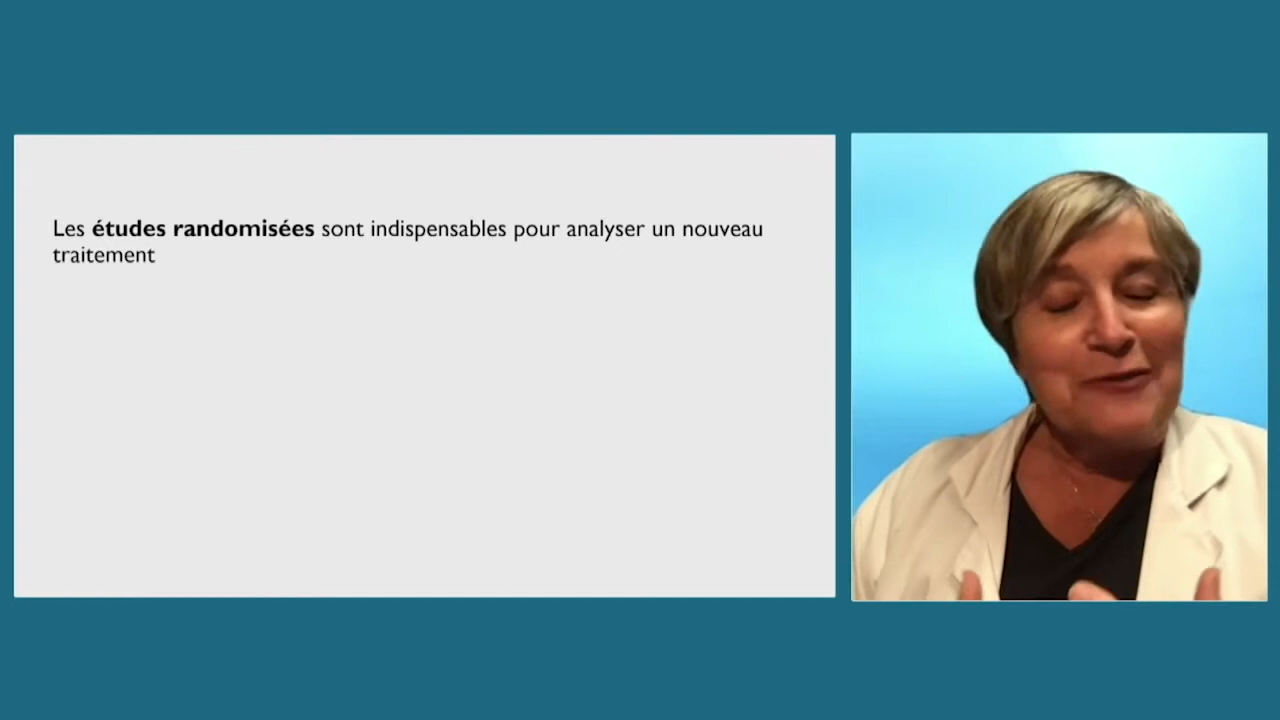 Les études randomisées sont indispensables pour analyser un nouveau
traitement